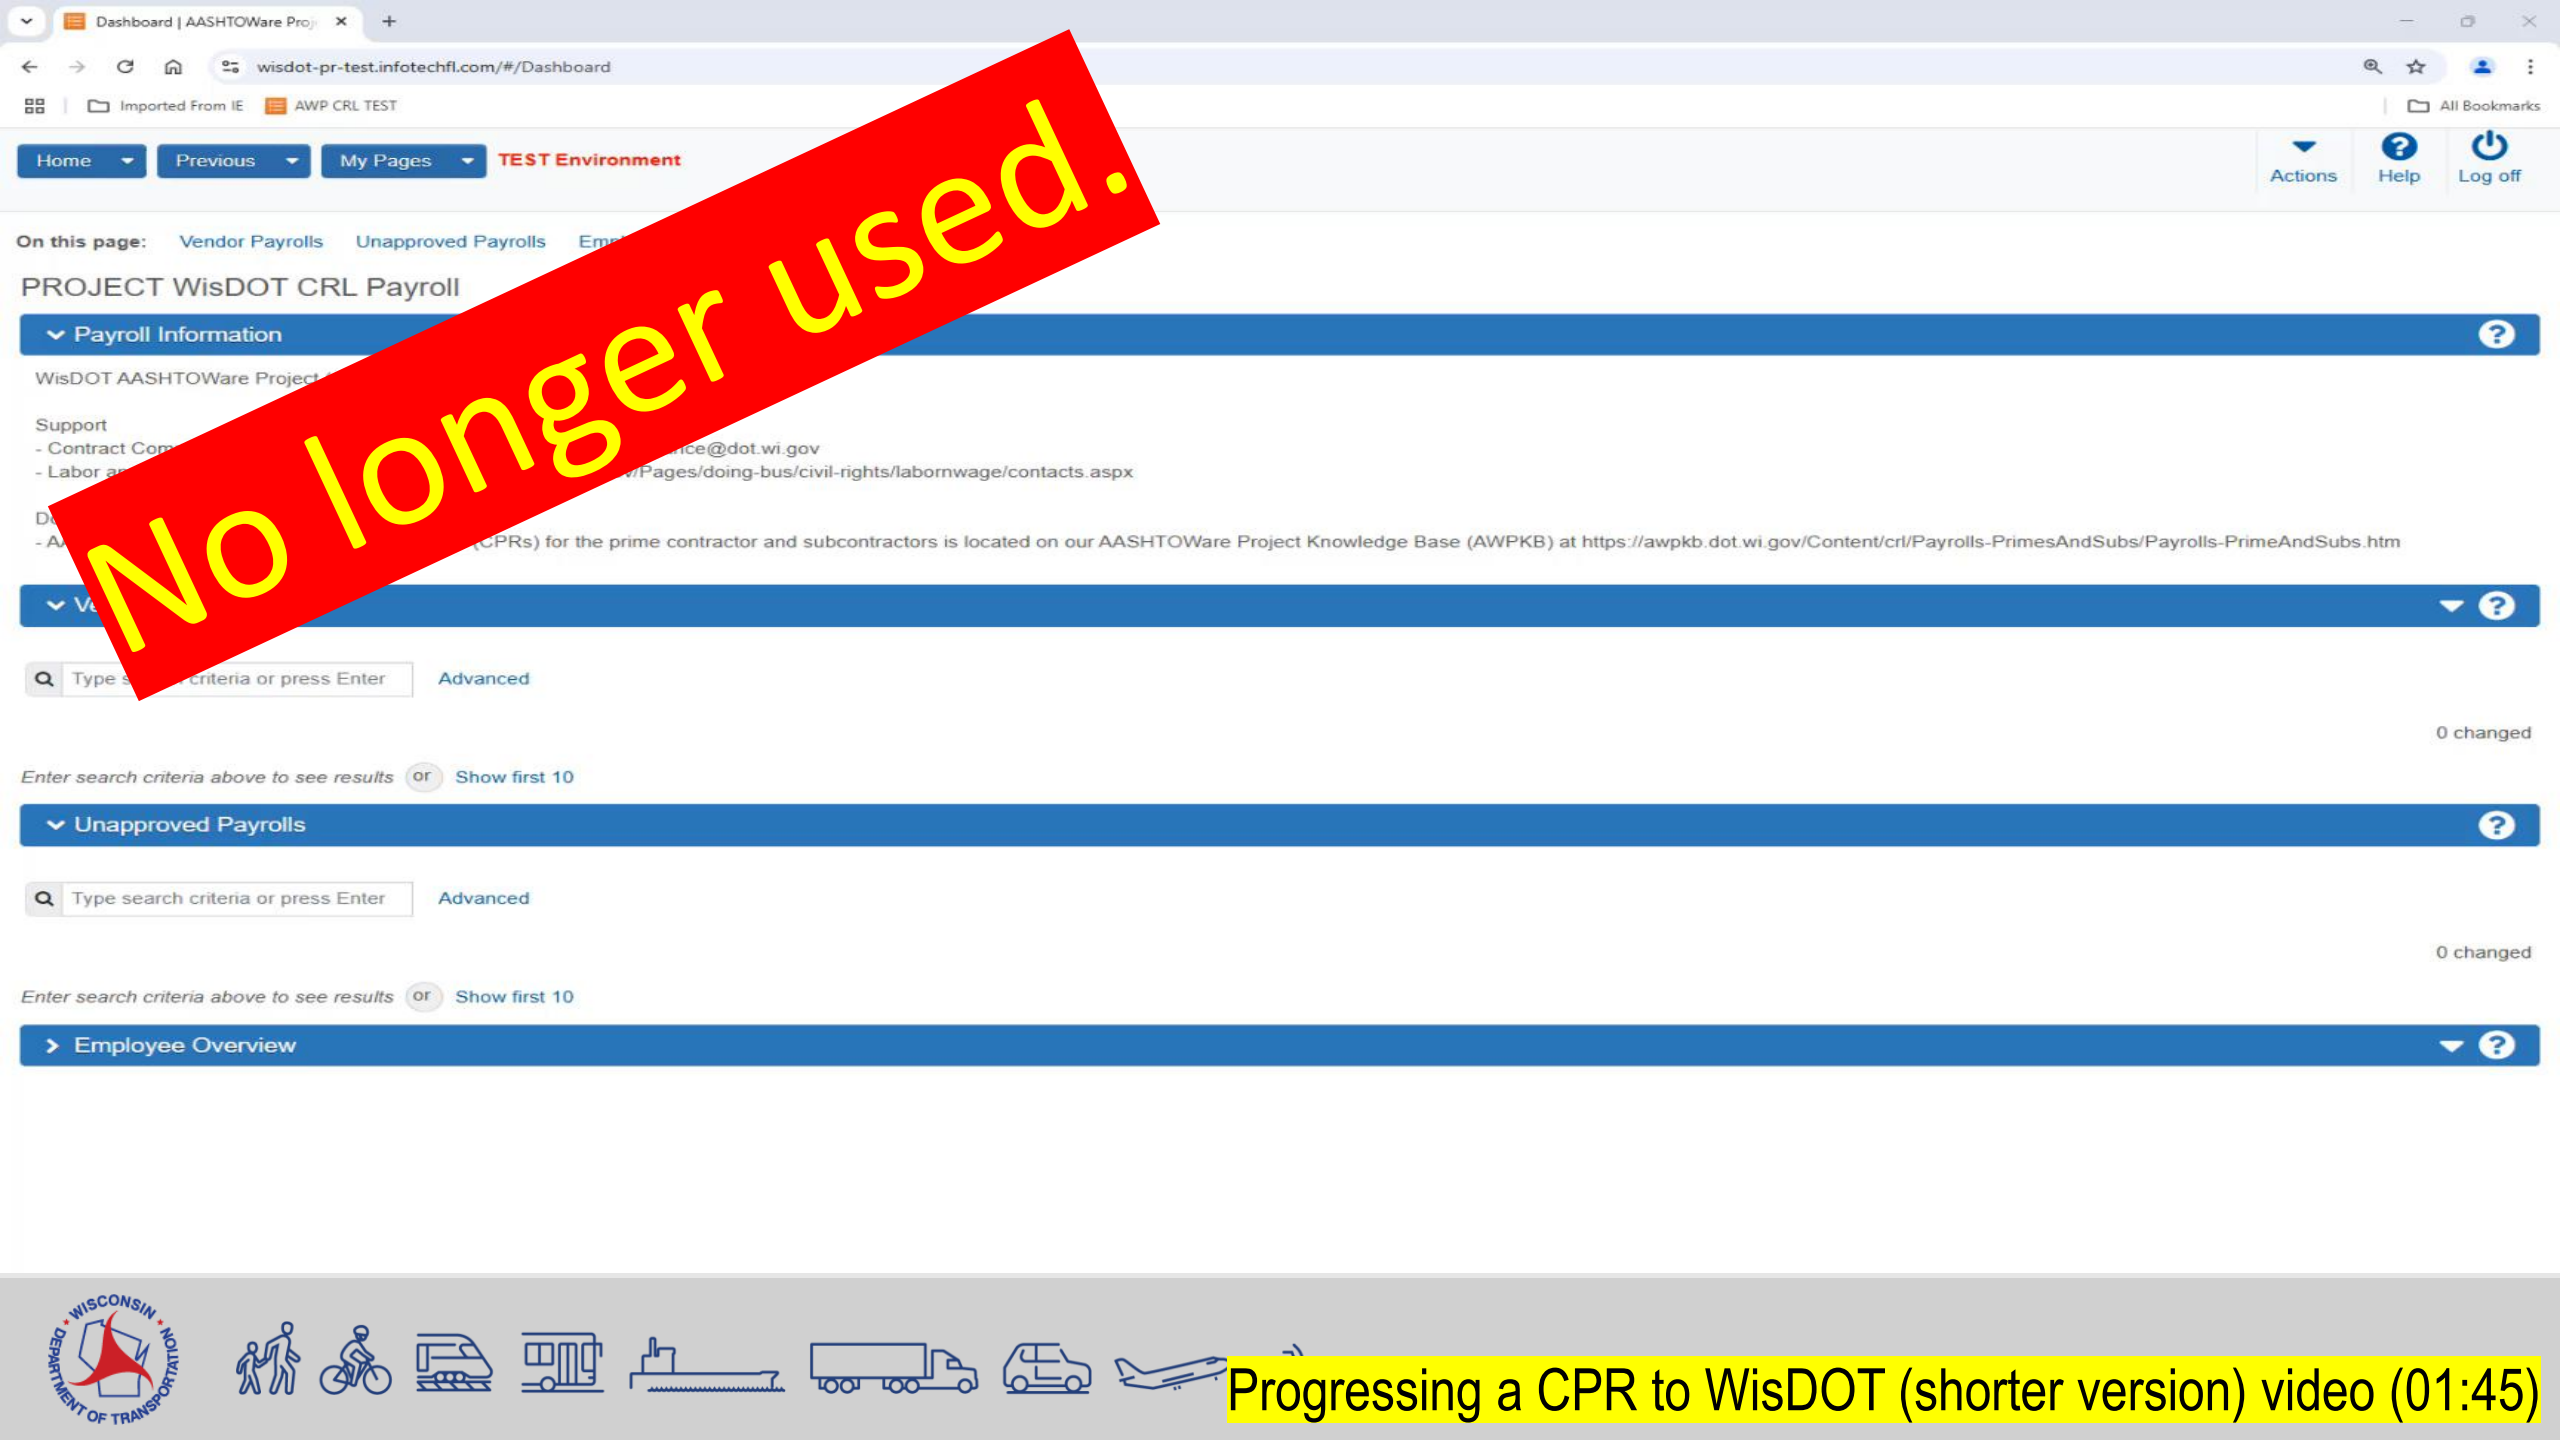 Dashboard | AASHTOWare Proj
wisdot-pr-test.infotechfl.com/#/Dashboard
Imported From IE
AWP CRL TEST
All Bookmarks
Home
Previous
My Pages
TEST Environment
Actions
Help
Log off
On this page: Vendor Payrolls Unapproved Payrolls
PROJECT WisDOT CRL Payroll
Payroll Information
WisDOT AASHTOWare Project
Support
- Contract
- Labor
/Pages/doing-bus/civil-rights/labornwage/contacts.aspx
(CPRs) for the prime contractor and subcontractors is located on our AASHTOWare Project Knowledge Base (AWPKB) at https://awpkb.dot.wi.gov/Content/crl/Payrolls-PrimesAndSubs/Payrolls-PrimeAndSubs.htm
No longer used.
Type criteria or press Enter
Advanced
0 changed
Enter search criteria above to see results or Show first 10
Unapproved Payrolls
Type search criteria or press Enter
Advanced
0 changed
Enter search criteria above to see results or Show first 10
Employee Overview
WISCONSIN DEPARTMENT OF TRANSPORTATION
Progressing a CPR to WisDOT (shorter version) video (01:45)